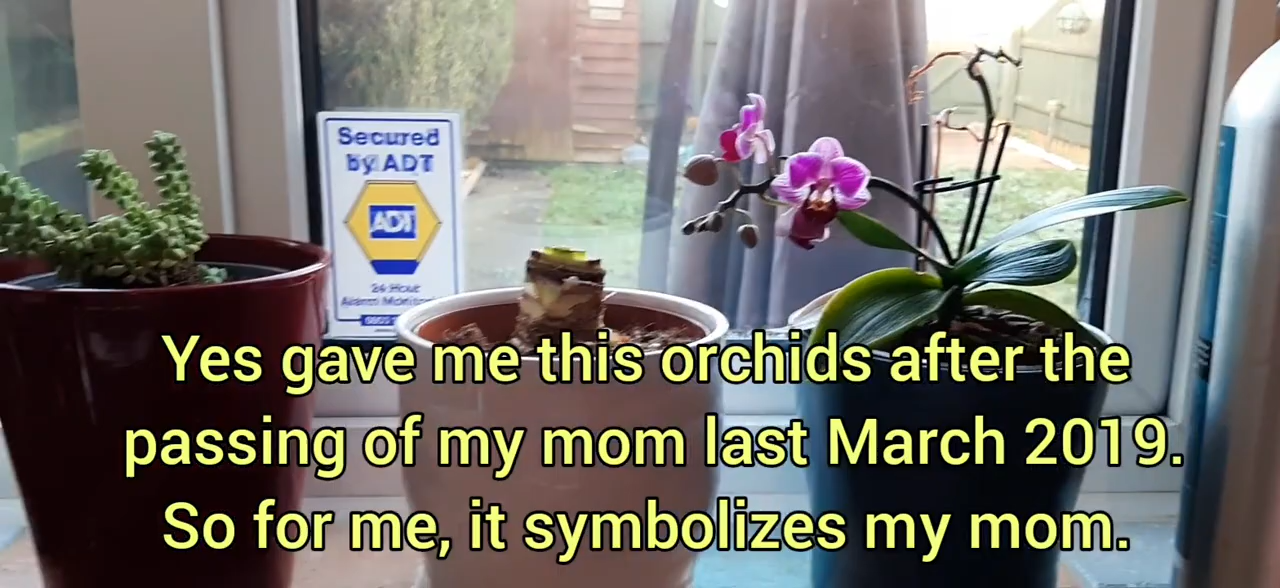 Secured
by ADT
ADT
24 Hour
Alarm
Yes gave me this orchids after the
passing of my mom last March 2019.
So for me, it symbolizes my mom.